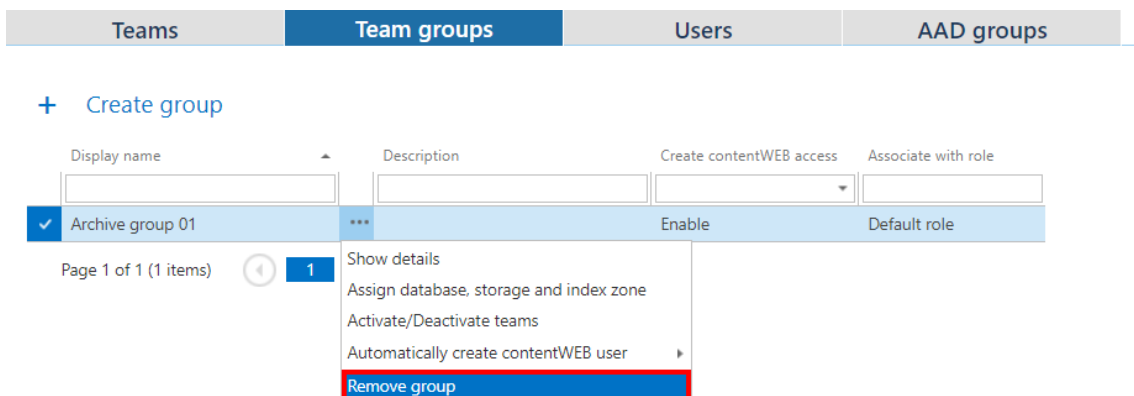 Teams Team groups Users AAD groups
+ Create group
Display name Description Create contentWEB access Associate with role
Archive group 01 ••• Enable Default role
Page 1 of 1 (1 items) 1
Show details
Assign database, storage and index zone
Activate/Deactivate teams
Automatically create contentWEB user
Remove group